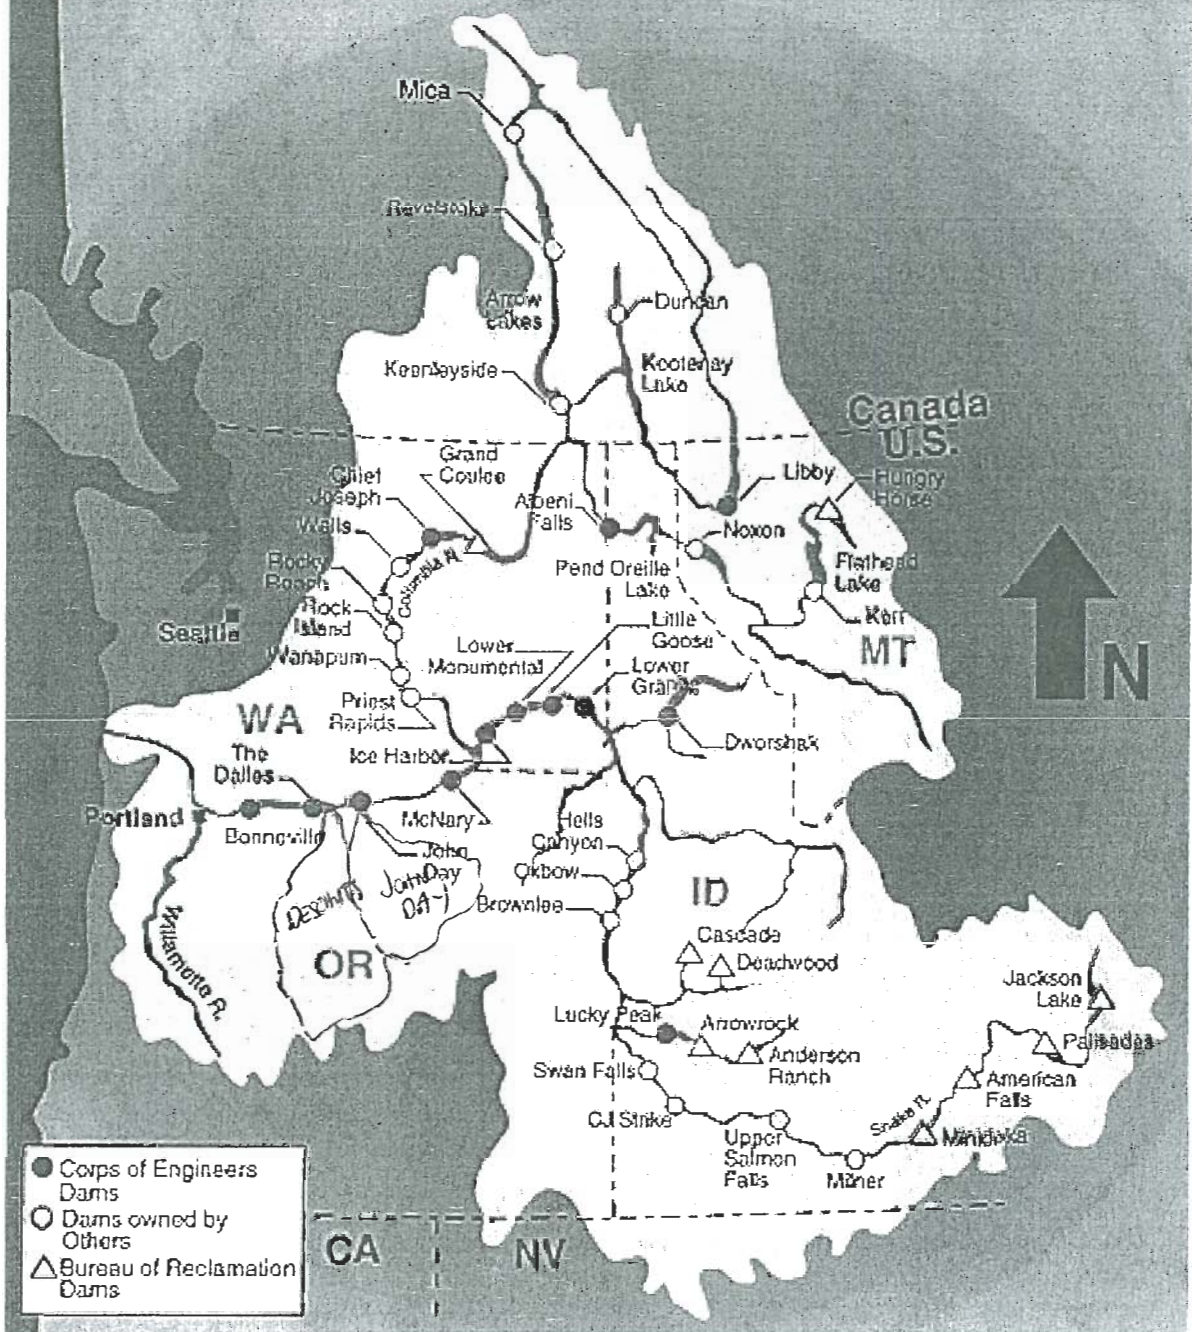 Mica
Revelstoke
Arrow
Lakes
Duncan
Keenleyside
Kootenay
Lake
Canada
U.S.
Grand
Coulee
Chief
Joseph
Albeni
Falls
Libby
Hungry
Horse
Wells
Noxon
Columbia R.
Rocky
Reach
Pend Oreille
Lake
Flathead
Lake
Rock
Island
Kerr
Seattle
Little
Goose
MT
N
Wanapum
Lower
Monumental
Lower
Granite
Priest
Rapids
WA
Ice Harbor
Dworshak
The
Dalles
Portland
Bonneville
McNary
Hells
Canyon
John
Day
Oxbow
DESCHUTES
JOHN
DAY
ID
Brownlee
Willamette R.
OR
Cascade
Deadwood
Jackson
Lake
Lucky Peak
Arrowrock
Palisades
Anderson
Ranch
Swan Falls
American
Falls
CJ Strike
Snake R.
Upper
Salmon
Falls
Minidoka
Milner
Corps of Engineers
Dams
Dams owned by
Others
Bureau of Reclamation
Dams
CA
NV